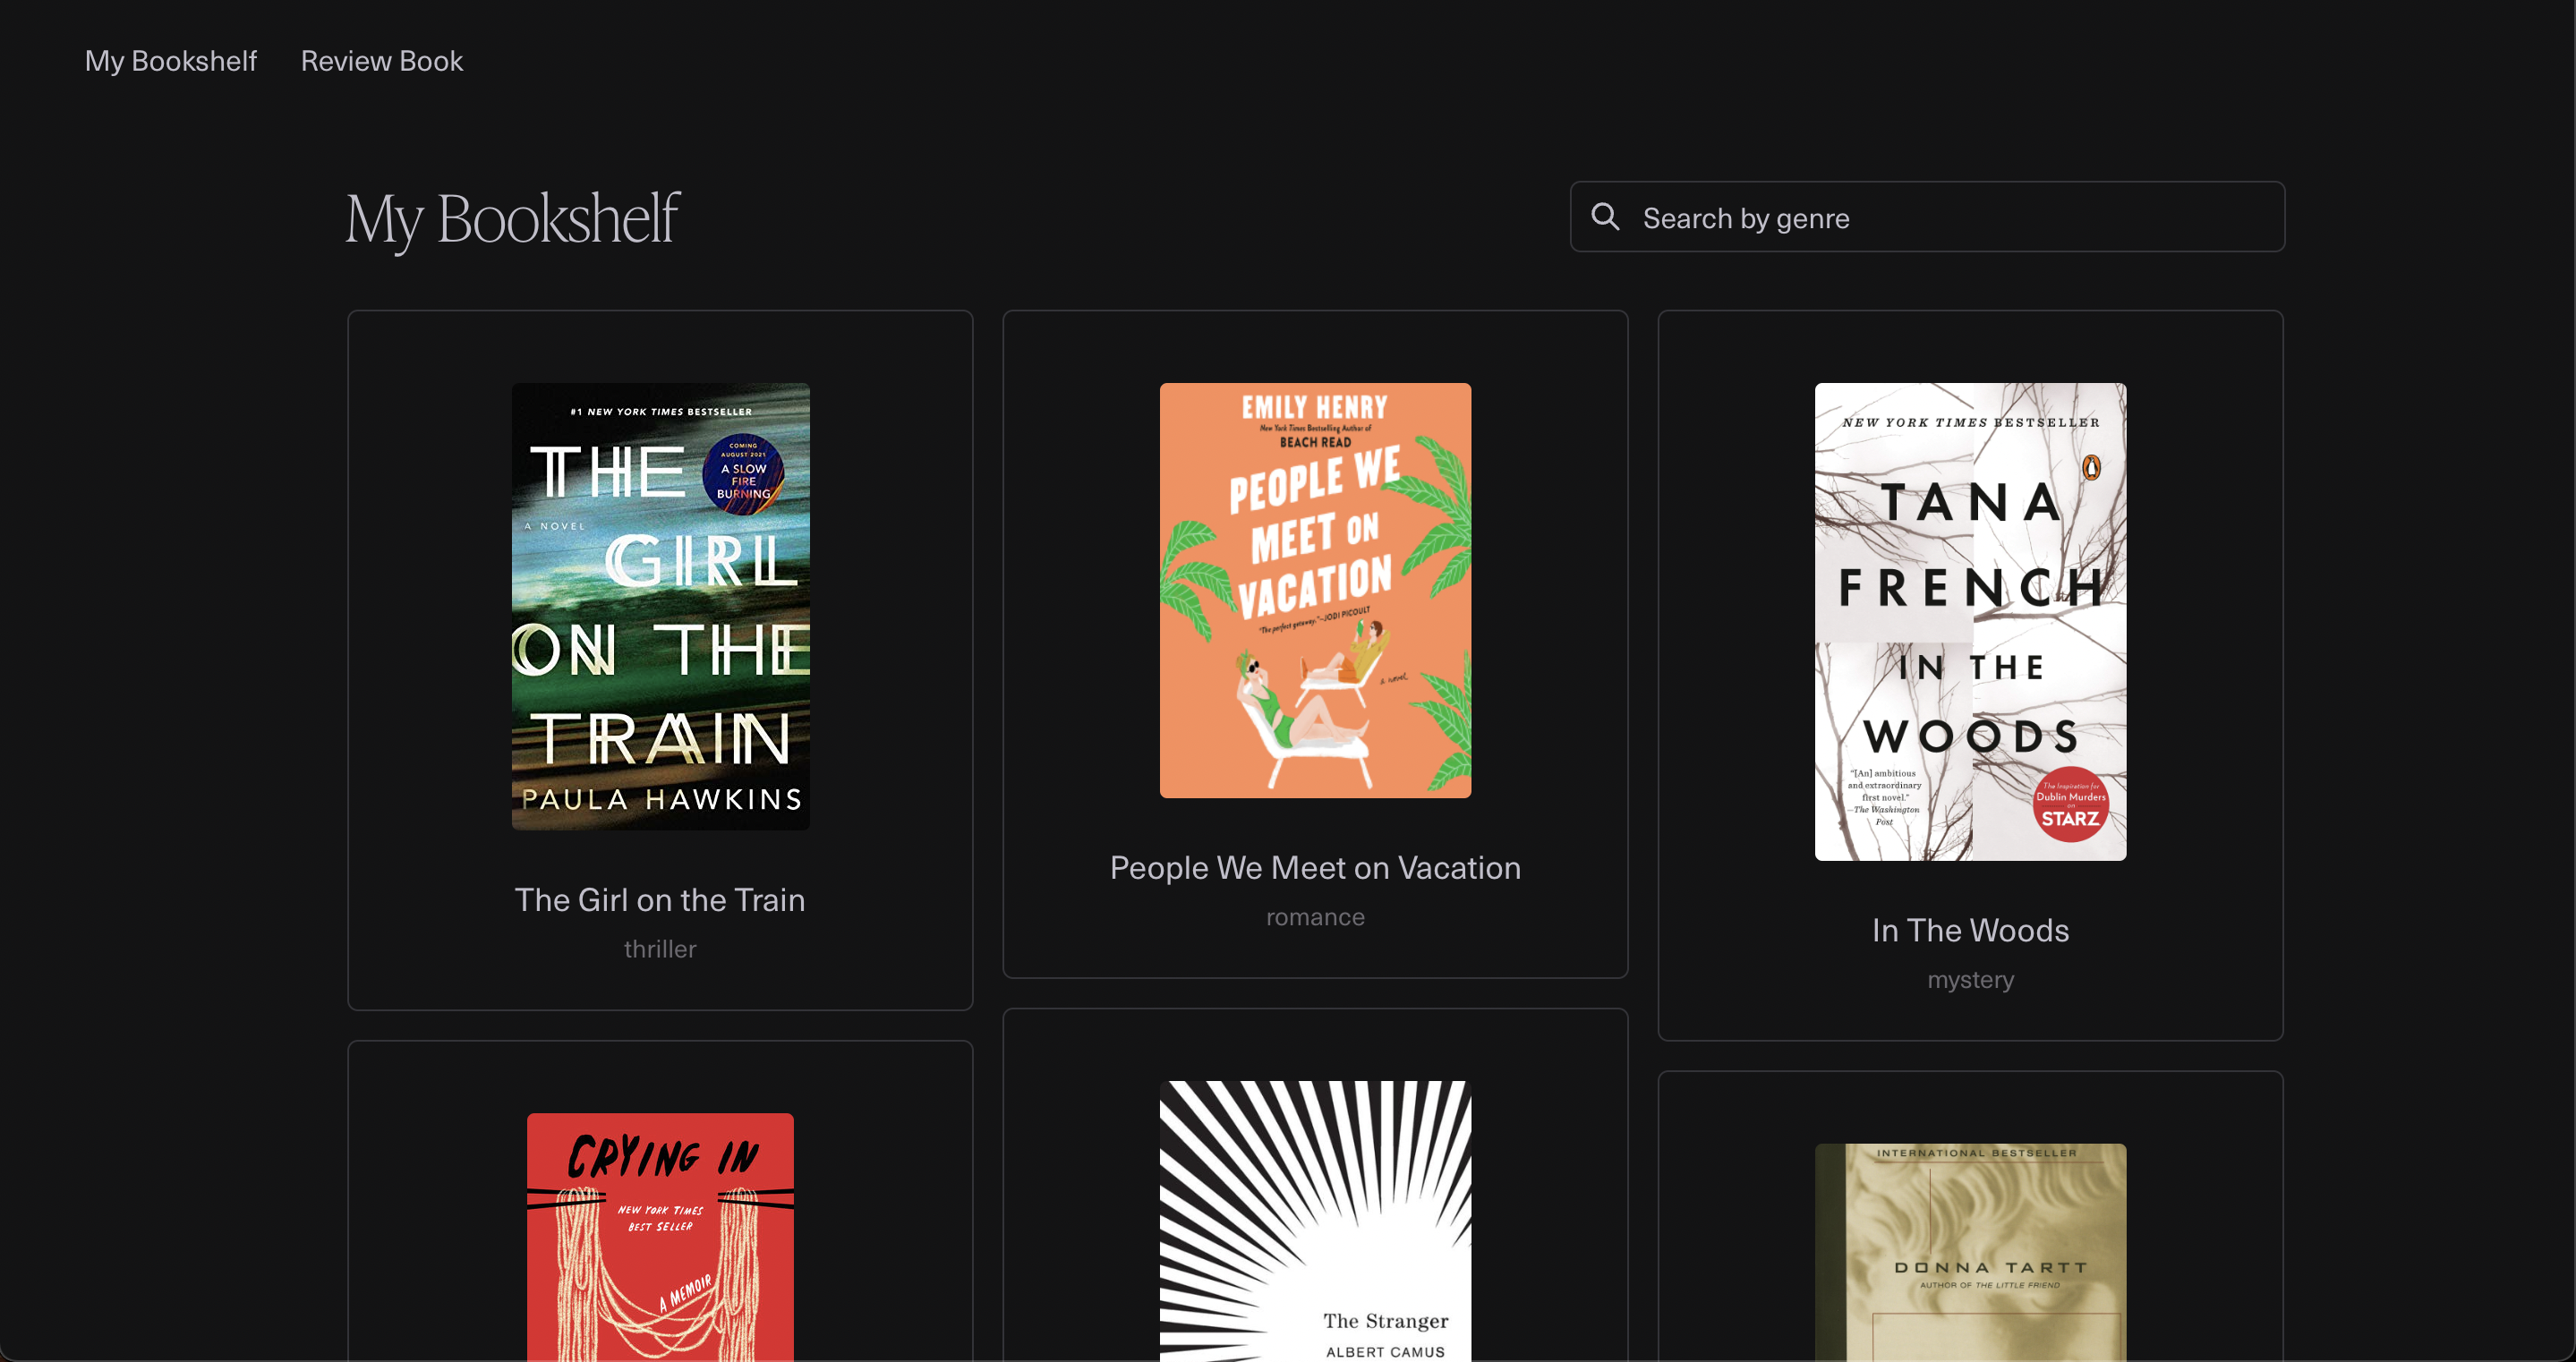 My Bookshelf
Review Book
My Bookshelf
Search by genre
#1 NEW YORK TIMES BESTSELLER
THE
COMING
AUGUST 2021
A SLOW
FIRE
BURNING
A NOVEL
GIRL
ON THE
TRAIN
PAULA HAWKINS
The Girl on the Train
thriller
EMILY HENRY
New York Times Bestselling Author of
BEACH READ
PEOPLE WE
MEET ON
VACATION
"The perfect getaway."—JODI PICOULT
a novel
People We Meet on Vacation
romance
NEW YORK TIMES BESTSELLER
TANA
FRENCH
IN THE
WOODS
"[An] ambitious
and extraordinary
first novel."
—The Washington
Post
The Inspiration for
Dublin Murders
on
STARZ
In The Woods
mystery
CRYING IN
NEW YORK TIMES
BEST SELLER
A MEMOIR
The Stranger
ALBERT CAMUS
INTERNATIONAL BESTSELLER
DONNA TARTT
AUTHOR OF THE LITTLE FRIEND